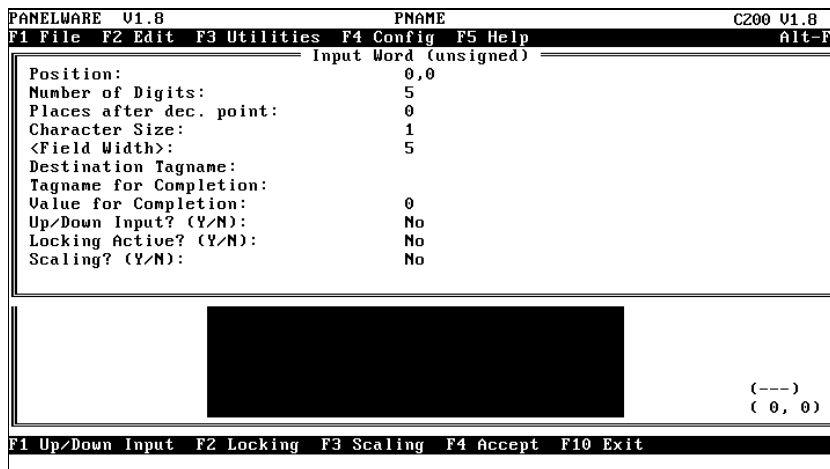 PANELWARE V1.8 PNAME C200 V1.8
F1 File F2 Edit F3 Utilities F4 Config F5 Help Alt-F
Input Word (unsigned)
Position: 0,0
Number of Digits: 5
Places after dec. point: 0
Character Size: 1
<Field Width>: 5
Destination Tagname:
Tagname for Completion:
Value for Completion: 0
Up/Down Input? (Y/N): No
Locking Active? (Y/N): No
Scaling? (Y/N): No
(---)
( 0, 0)
F1 Up/Down Input F2 Locking F3 Scaling F4 Accept F10 Exit